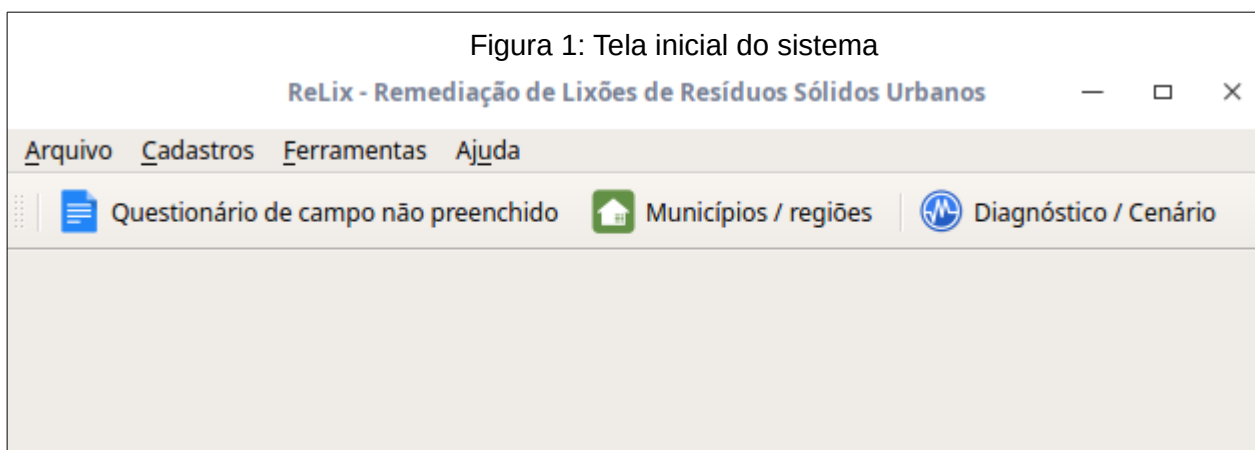 Figura 1: Tela inicial do sistema
ReLix - Remediação de Lixões de Resíduos Sólidos Urbanos
Arquivo Cadastros Ferramentas Ajuda
Questionário de campo não preenchido Municípios / regiões Diagnóstico / Cenário